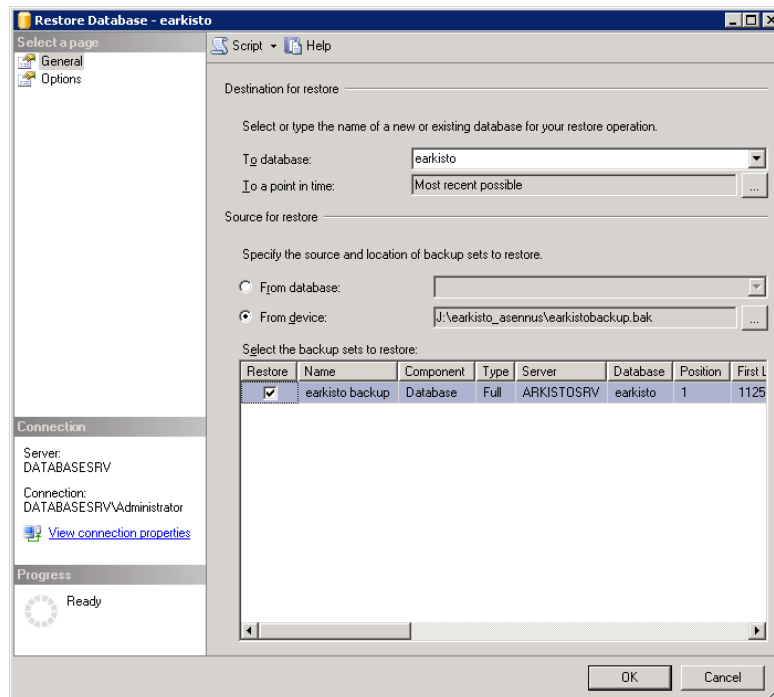 Restore Database - earkisto
Select a page
General
Options
Script
Help
Destination for restore
Select or type the name of a new or existing database for your restore operation.
To database:
earkisto
To a point in time:
Most recent possible
...
Source for restore
Specify the source and location of backup sets to restore.
From database:
From device:
J:\earkisto_asennus\earkistobackup.bak
...
Select the backup sets to restore:
Restore Name Component Type Server Database Position First L
earkisto backup Database Full ARKISTOSRV earkisto 1 1125
Connection
Server:
DATABASESRV
Connection:
DATABASESRV\Administrator
View connection properties
Progress
Ready
OK
Cancel